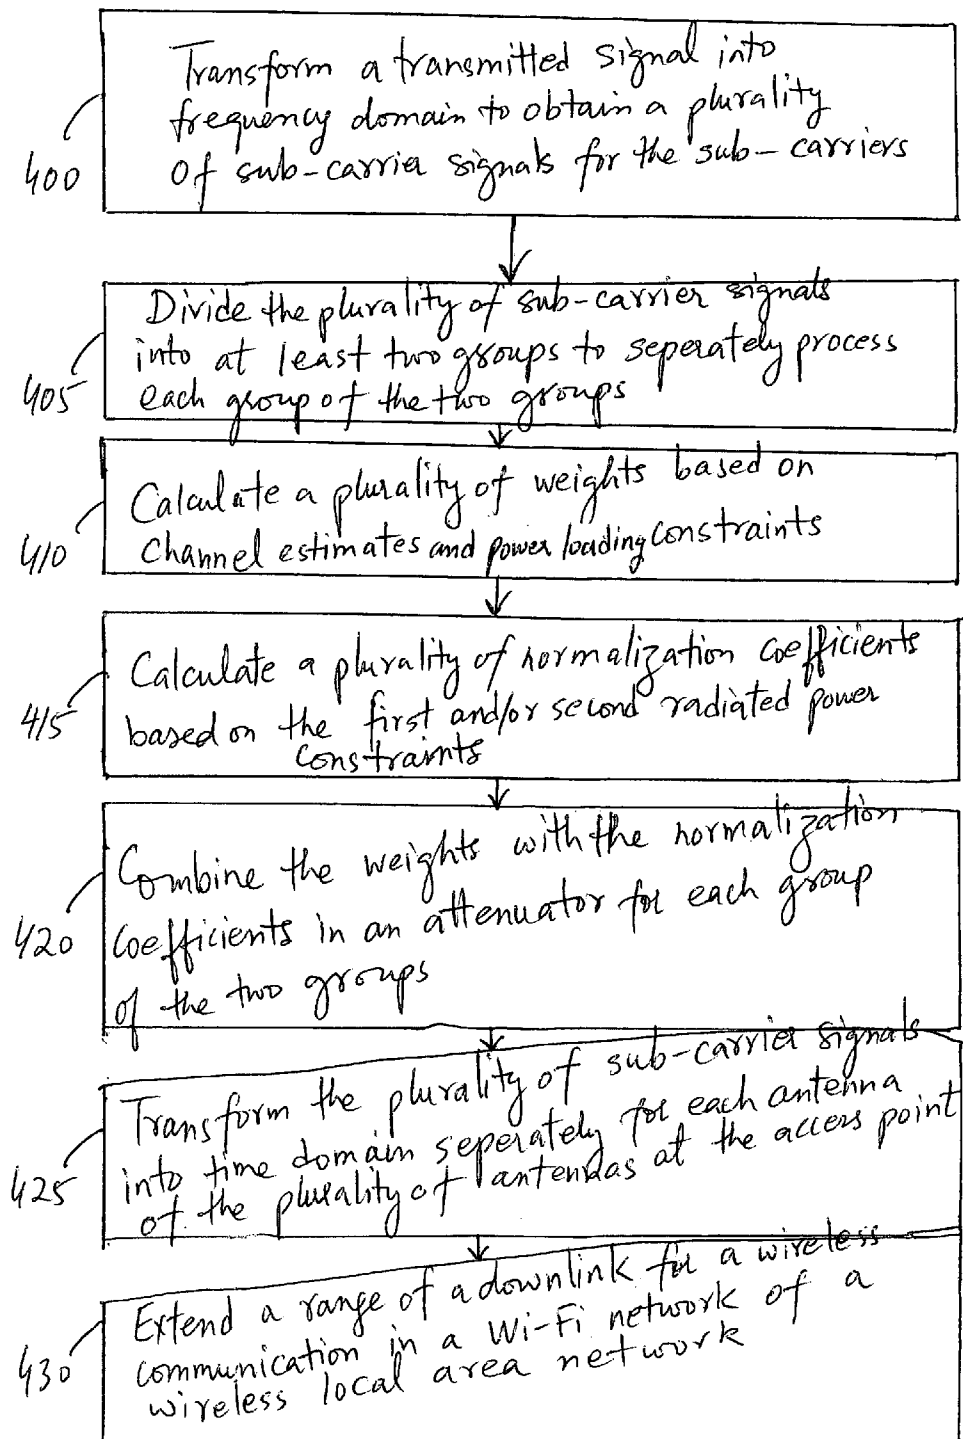 Transform a transmitted signal into
frequency domain to obtain a plurality
of sub-carrier signals for the sub-carriers
400
Divide the plurality of sub-carrier signals
into at least two groups to seperately process
each group of the two groups
405
Calculate a plurality of weights based on
Channel estimates and power loading constraints
410
Calculate a plurality of normalization coefficients
based on the first and/or second radiated power
constraints
415
Combine the weights with the normalization
coefficients in an attenuator for each group
of the two groups
420
Transform the plurality of sub-carrier signals
into time domain seperately for each antenna
of the plurality of antennas at the access point
425
Extend a range of a downlink for a wireless
communication in a Wi-Fi network of a
wireless local area network
430